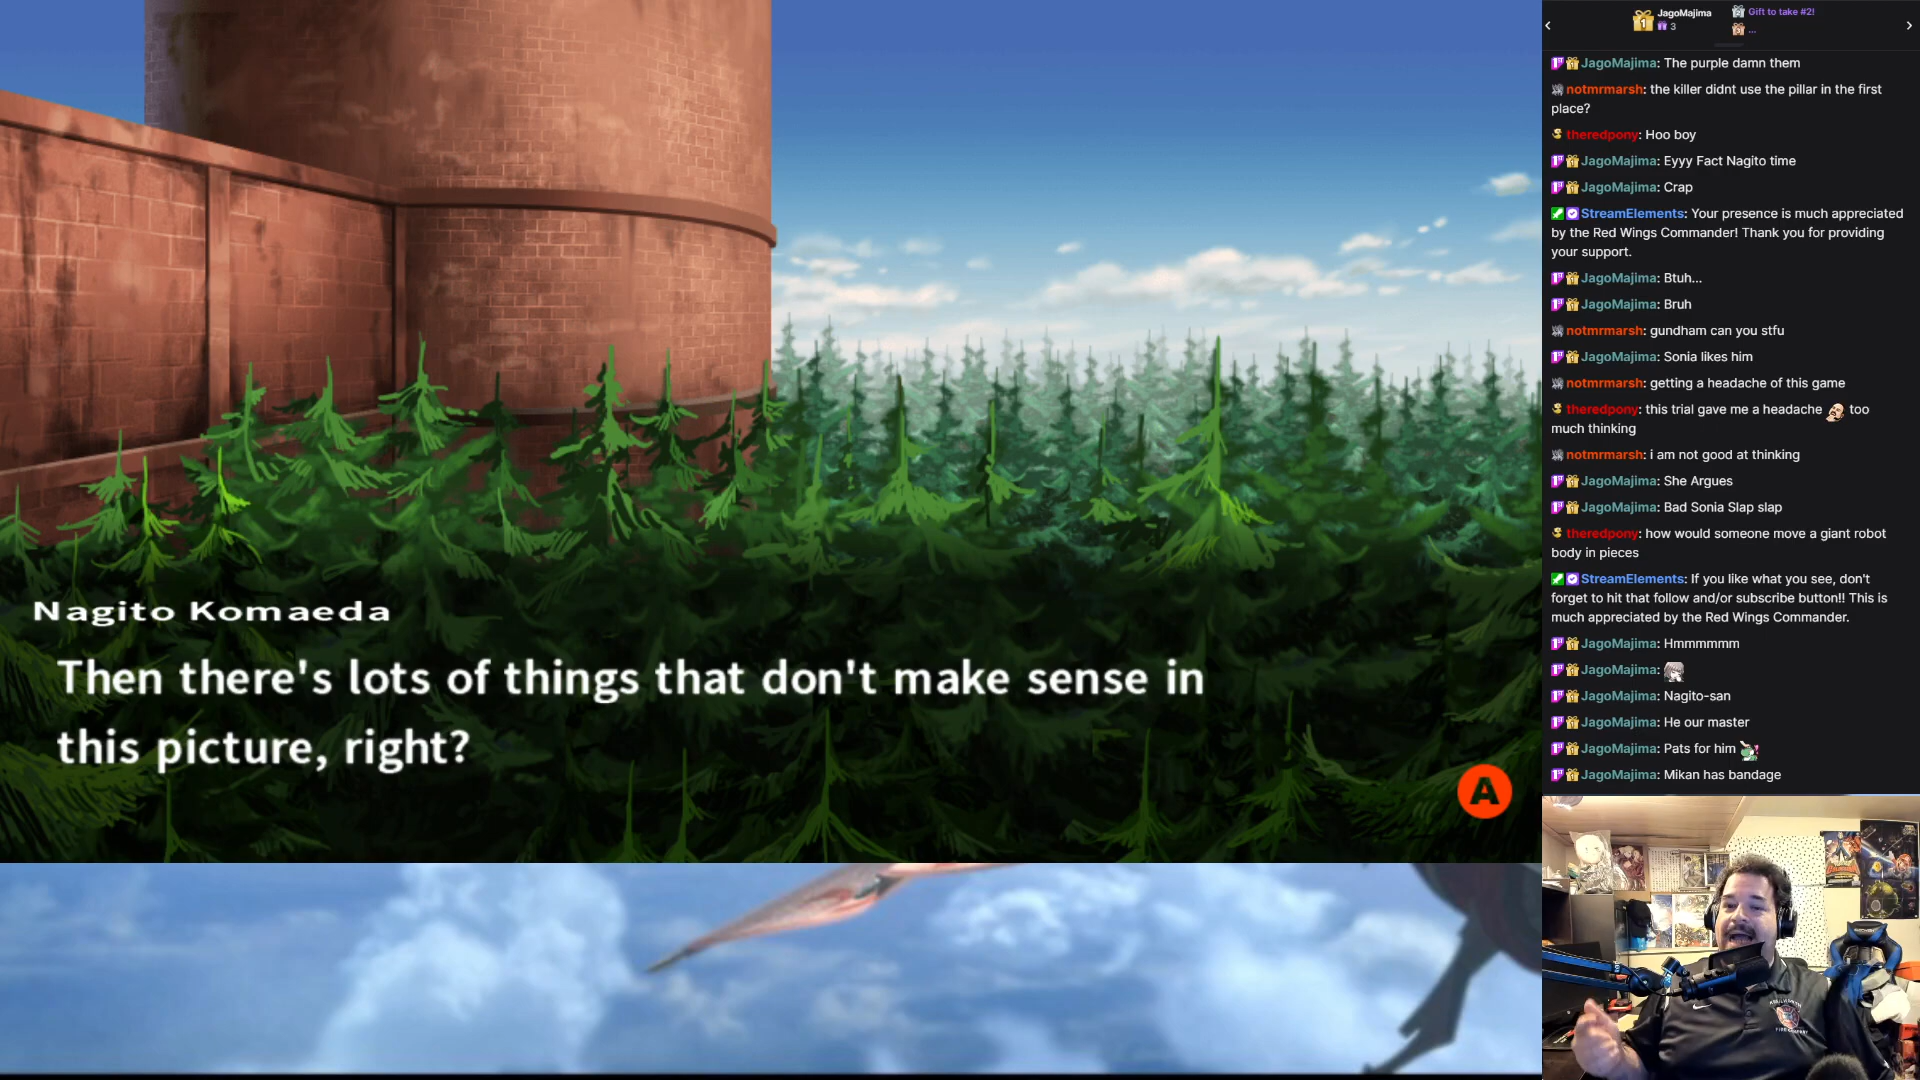 Nagito Komaeda
Then there's lots of things that don't make sense in
this picture, right?
A
JagoMajima
3
Gift to take #2!
...
JagoMajima: The purple damn them
notmrmarsh: the killer didnt use the pillar in the first
place?
theredpony: Hoo boy
JagoMajima: Eyyy Fact Nagito time
JagoMajima: Crap
StreamElements: Your presence is much appreciated
by the Red Wings Commander! Thank you for providing
your support.
JagoMajima: Btuh...
JagoMajima: Bruh
notmrmarsh: gundham can you stfu
JagoMajima: Sonia likes him
notmrmarsh: getting a headache of this game
theredpony: this trial gave me a headache too
much thinking
notmrmarsh: i am not good at thinking
JagoMajima: She Argues
JagoMajima: Bad Sonia Slap slap
theredpony: how would someone move a giant robot
body in pieces
StreamElements: If you like what you see, don't
forget to hit that follow and/or subscribe button!! This is
much appreciated by the Red Wings Commander.
JagoMajima: Hmmmmmm
JagoMajima:
JagoMajima: Nagito-san
JagoMajima: He our master
JagoMajima: Pats for him
JagoMajima: Mikan has bandage